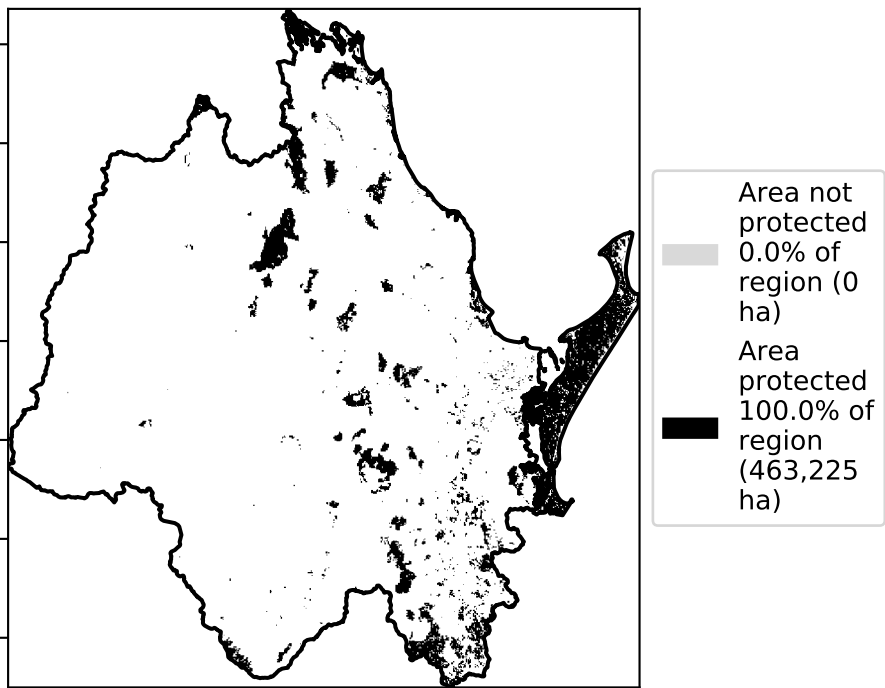 Area not
protected
0.0% of
region (0
ha)
Area
protected
100.0% of
region
(463,225
ha)